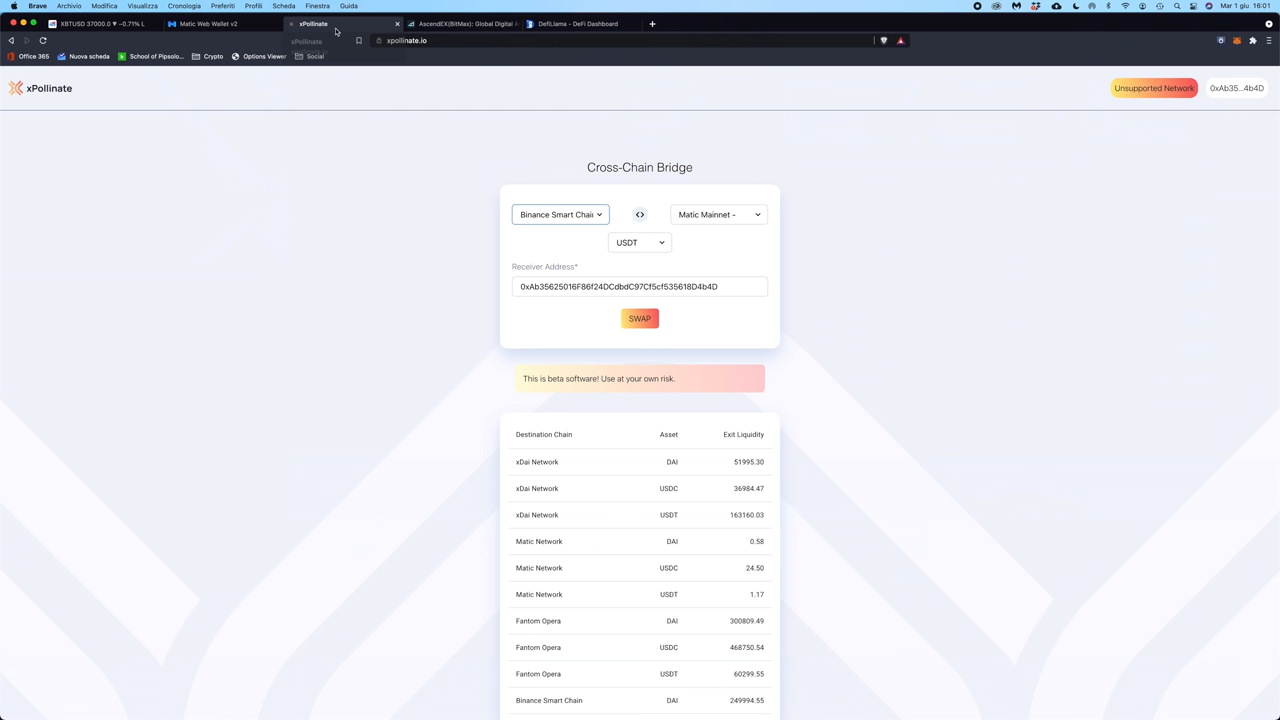 Brave Archivio Modifica Visualizza Cronologia Preferiti Profili Scheda Finestra Guida Mar 1 giu 16:01
XBTUSD 37000.0 ▼ −0.71% L Matic Web Wallet v2 xPollinate AscendEX(BitMax): Global Digital A DefiLlama - DeFi Dashboard
xPollinate
xpollinate.io
Office 365 Nuova scheda School of Pipsolo... Crypto Options Viewer Social
xPollinate Unsupported Network 0xAb35...4b4D
Cross-Chain Bridge
Binance Smart Chai Matic Mainnet -
USDT
Receiver Address*
0xAb35625016F86f24DCdbdC97Cf5cf535618D4b4D
SWAP
This is beta software! Use at your own risk.
Destination Chain Asset Exit Liquidity
xDai Network DAI 51995.30
xDai Network USDC 36984.47
xDai Network USDT 163160.03
Matic Network DAI 0.58
Matic Network USDC 24.50
Matic Network USDT 1.17
Fantom Opera DAI 300809.49
Fantom Opera USDC 468750.54
Fantom Opera USDT 60299.55
Binance Smart Chain DAI 249994.55